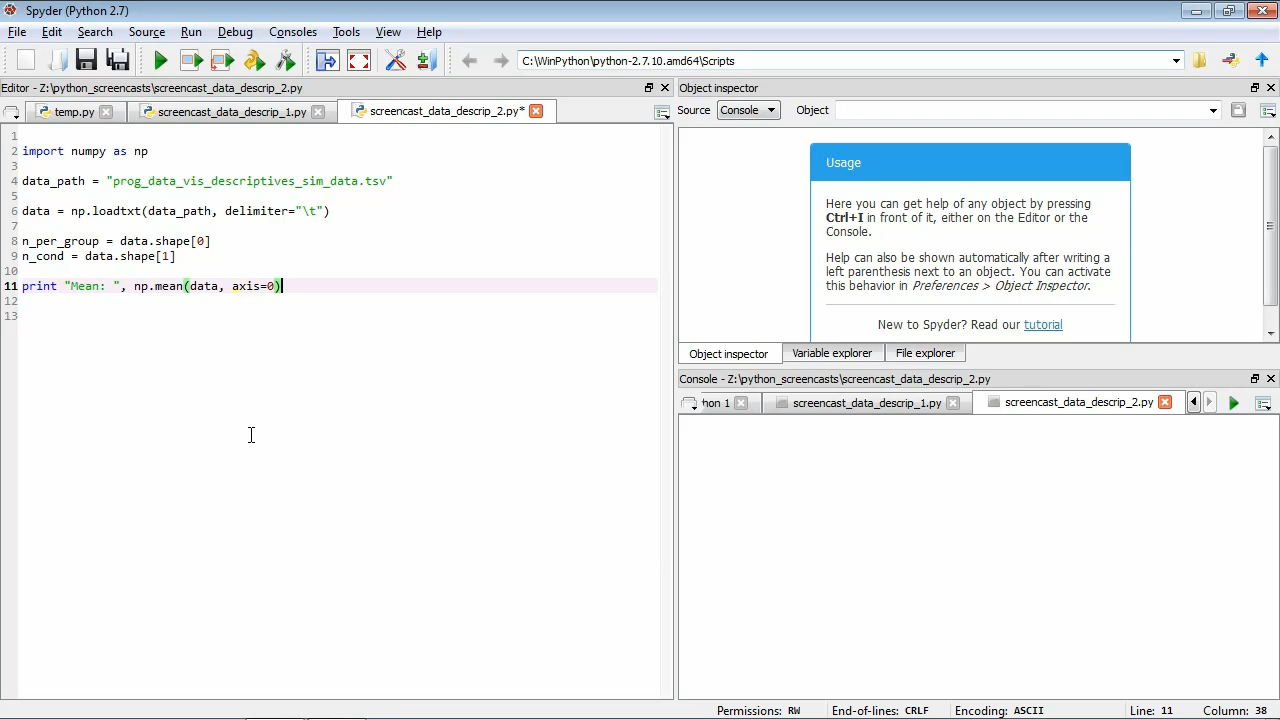 Spyder (Python 2.7)
File Edit Search Source Run Debug Consoles Tools View Help
C:\WinPython\python-2.7.10.amd64\Scripts
Editor - Z:\python_screencasts\screencast_data_descrip_2.py
temp.py screencast_data_descrip_1.py screencast_data_descrip_2.py*
1
2 import numpy as np
3
4 data_path = "prog_data_vis_descriptives_sim_data.tsv"
5
6 data = np.loadtxt(data_path, delimiter="\t")
7
8 n_per_group = data.shape[0]
9 n_cond = data.shape[1]
10
11 print "Mean: ", np.mean(data, axis=0)
12
13
Object inspector
Source Console Object
Usage
Here you can get help of any object by pressing
Ctrl+I in front of it, either on the Editor or the
Console.
Help can also be shown automatically after writing a
left parenthesis next to an object. You can activate
this behavior in Preferences > Object Inspector.
New to Spyder? Read our tutorial
Object inspector Variable explorer File explorer
Console - Z:\python_screencasts\screencast_data_descrip_2.py
hon 1 screencast_data_descrip_1.py screencast_data_descrip_2.py
Permissions: RW End-of-lines: CRLF Encoding: ASCII Line: 11 Column: 38